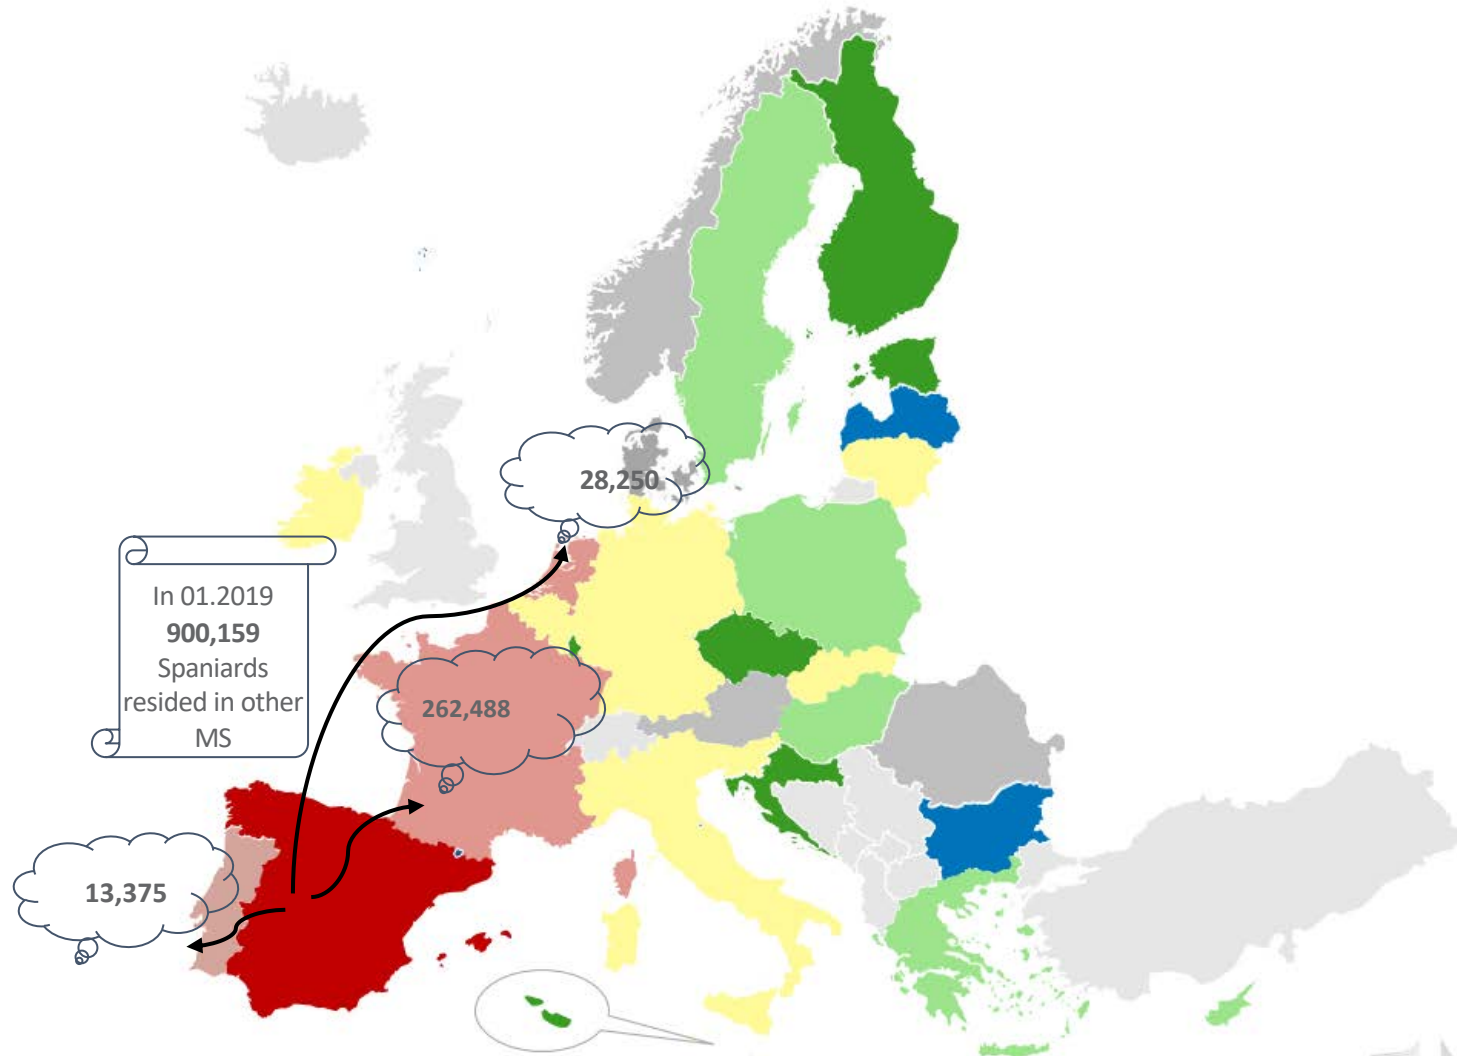 28,250
In 01.2019
900,159
Spaniards
resided in other
MS
262,488
13,375